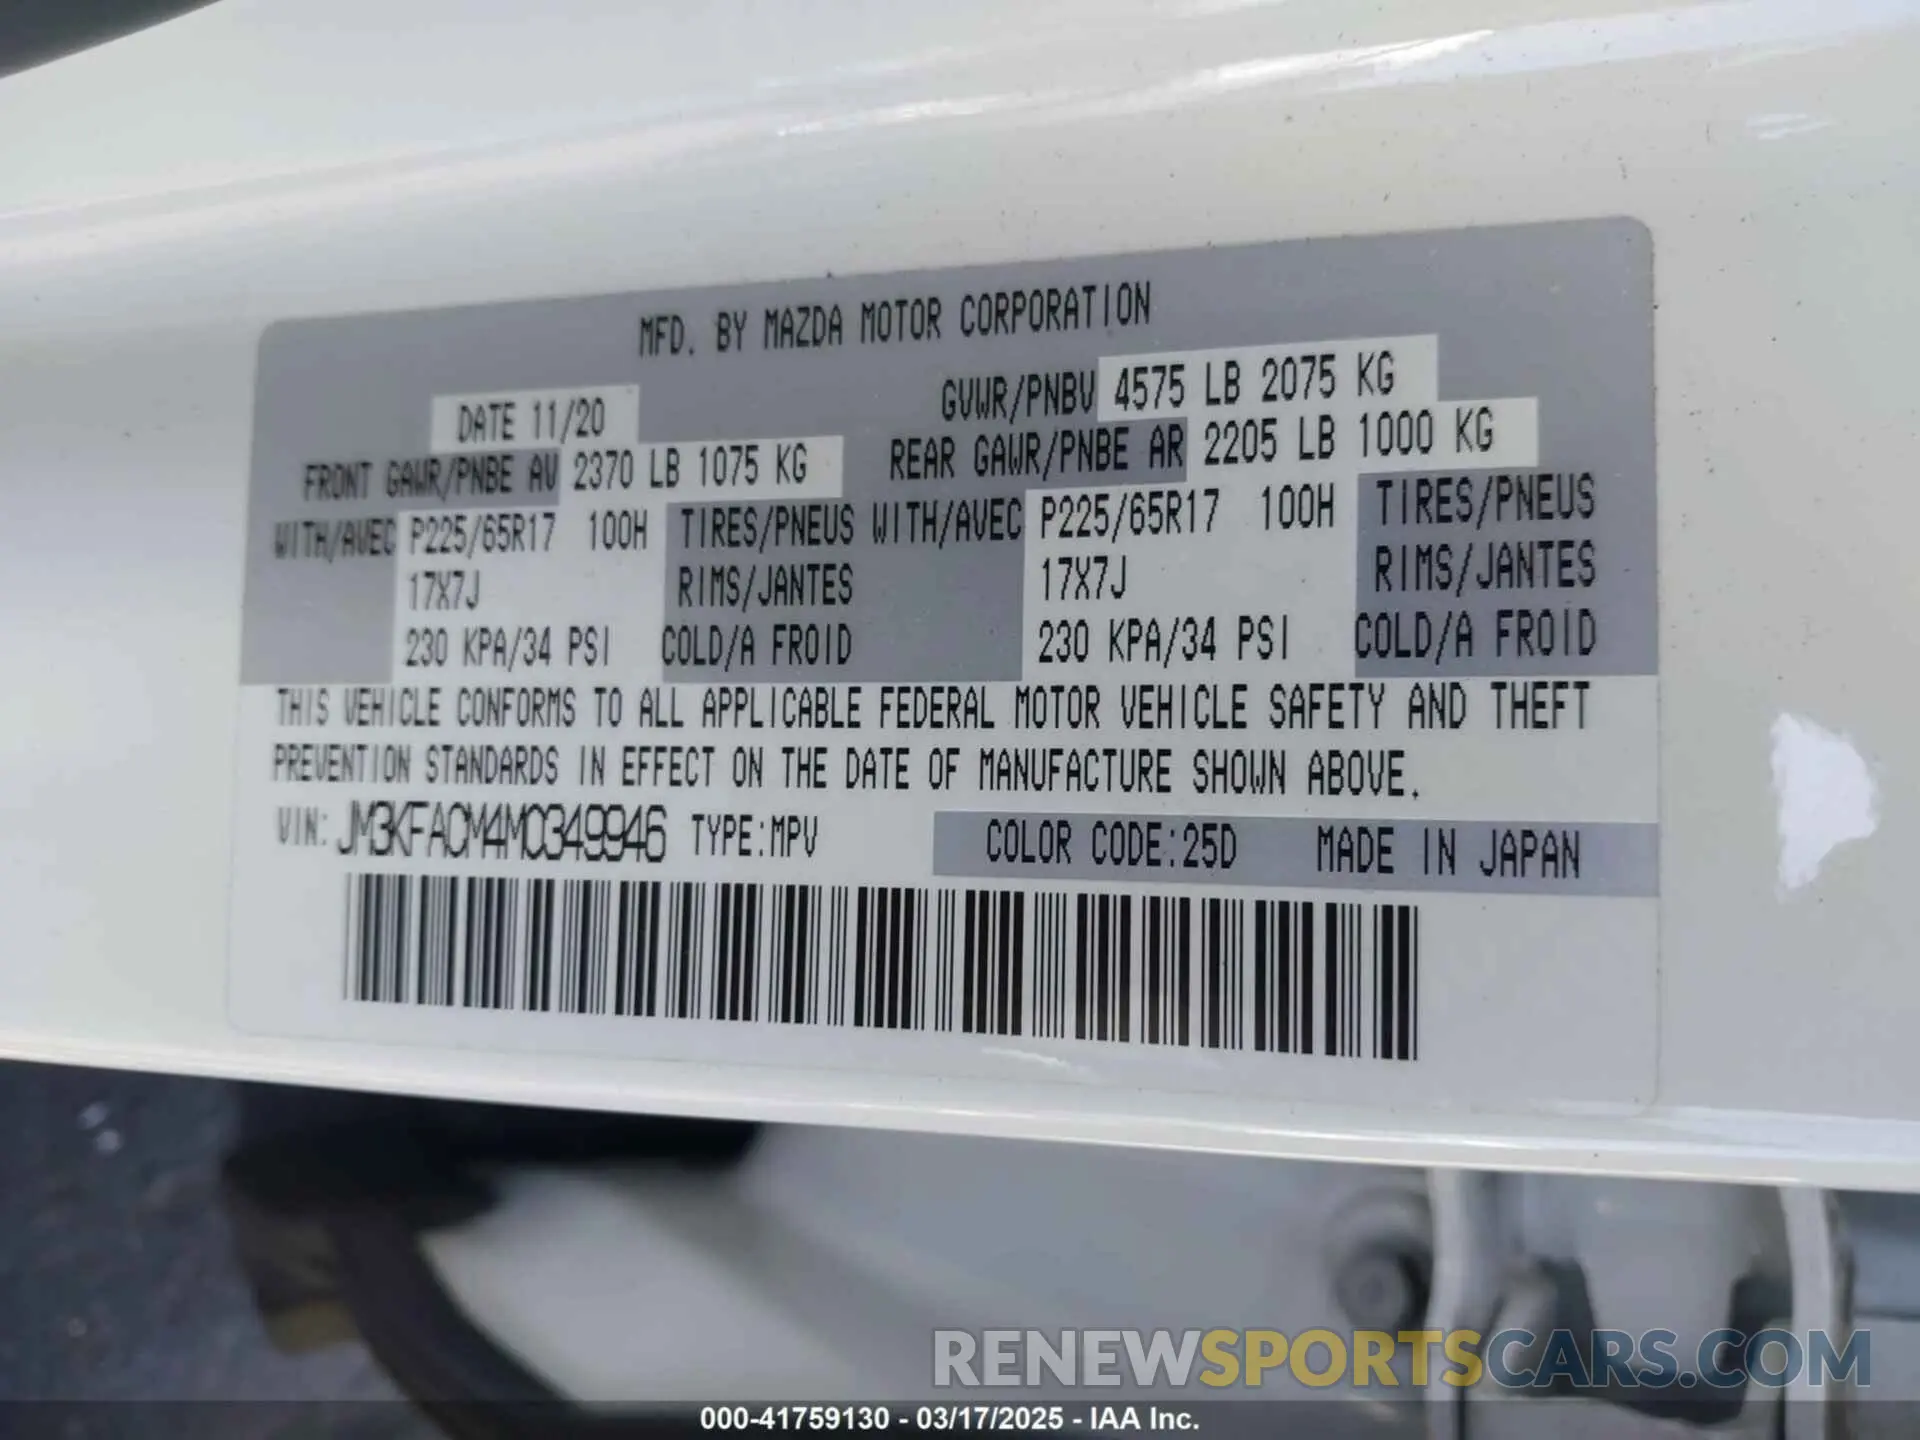 MFD. BY MAZDA MOTOR CORPORATION
DATE 11/20 GVWR/PNBV 4575 LB 2075 KG
FRONT GAWR/PNBE AV 2370 LB 1075 KG REAR GAWR/PNBE AR 2205 LB 1000 KG
WITH/AVEC P225/65R17 100H TIRES/PNEUS WITH/AVEC P225/65R17 100H TIRES/PNEUS
17X7J RIMS/JANTES 17X7J RIMS/JANTES
230 KPA/34 PSI COLD/A FROID 230 KPA/34 PSI COLD/A FROID
THIS VEHICLE CONFORMS TO ALL APPLICABLE FEDERAL MOTOR VEHICLE SAFETY AND THEFT
PREVENTION STANDARDS IN EFFECT ON THE DATE OF MANUFACTURE SHOWN ABOVE.
VIN: JM3KFACM4M0349946 TYPE:MPV COLOR CODE:25D MADE IN JAPAN
RENEWSPORTSCARS.COM
000-41759130 - 03/17/2025 - IAA Inc.